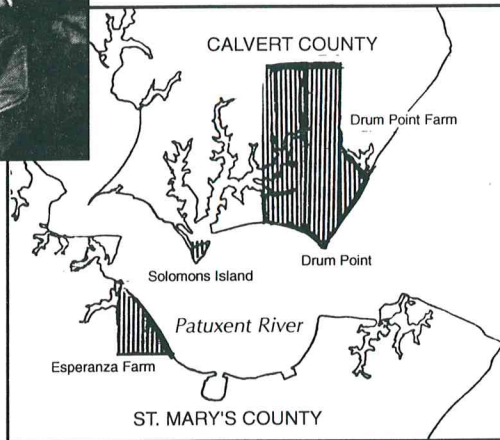 CALVERT COUNTY
Drum Point Farm
Solomons Island
Drum Point
Patuxent River
Esperanza Farm
ST. MARY'S COUNTY